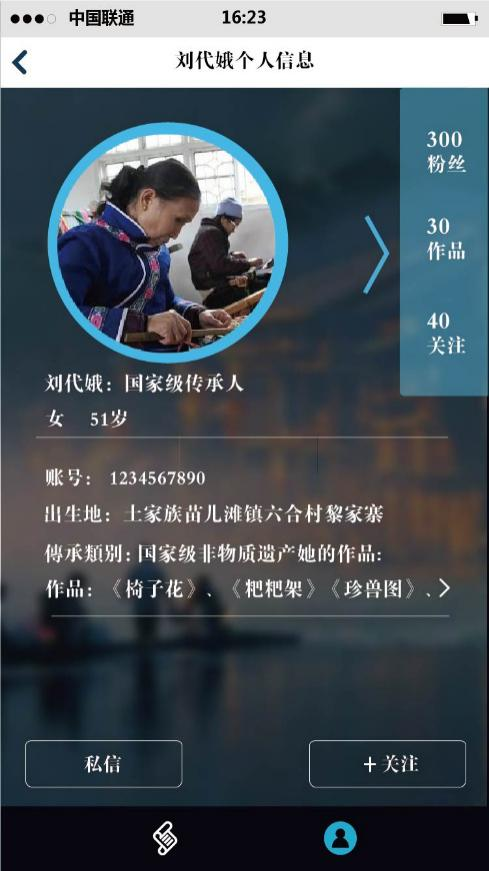 中国联通
16:23
刘代娥个人信息
300
粉丝
30
作品
40
关注
刘代娥：国家级传承人
女 51岁
账号： 1234567890
出生地：土家族苗儿滩镇六合村黎家寨
傳承類别：国家级非物质遗产她的作品：
作品：《椅子花》、《粑粑架》《珍兽图》、
私信
+关注